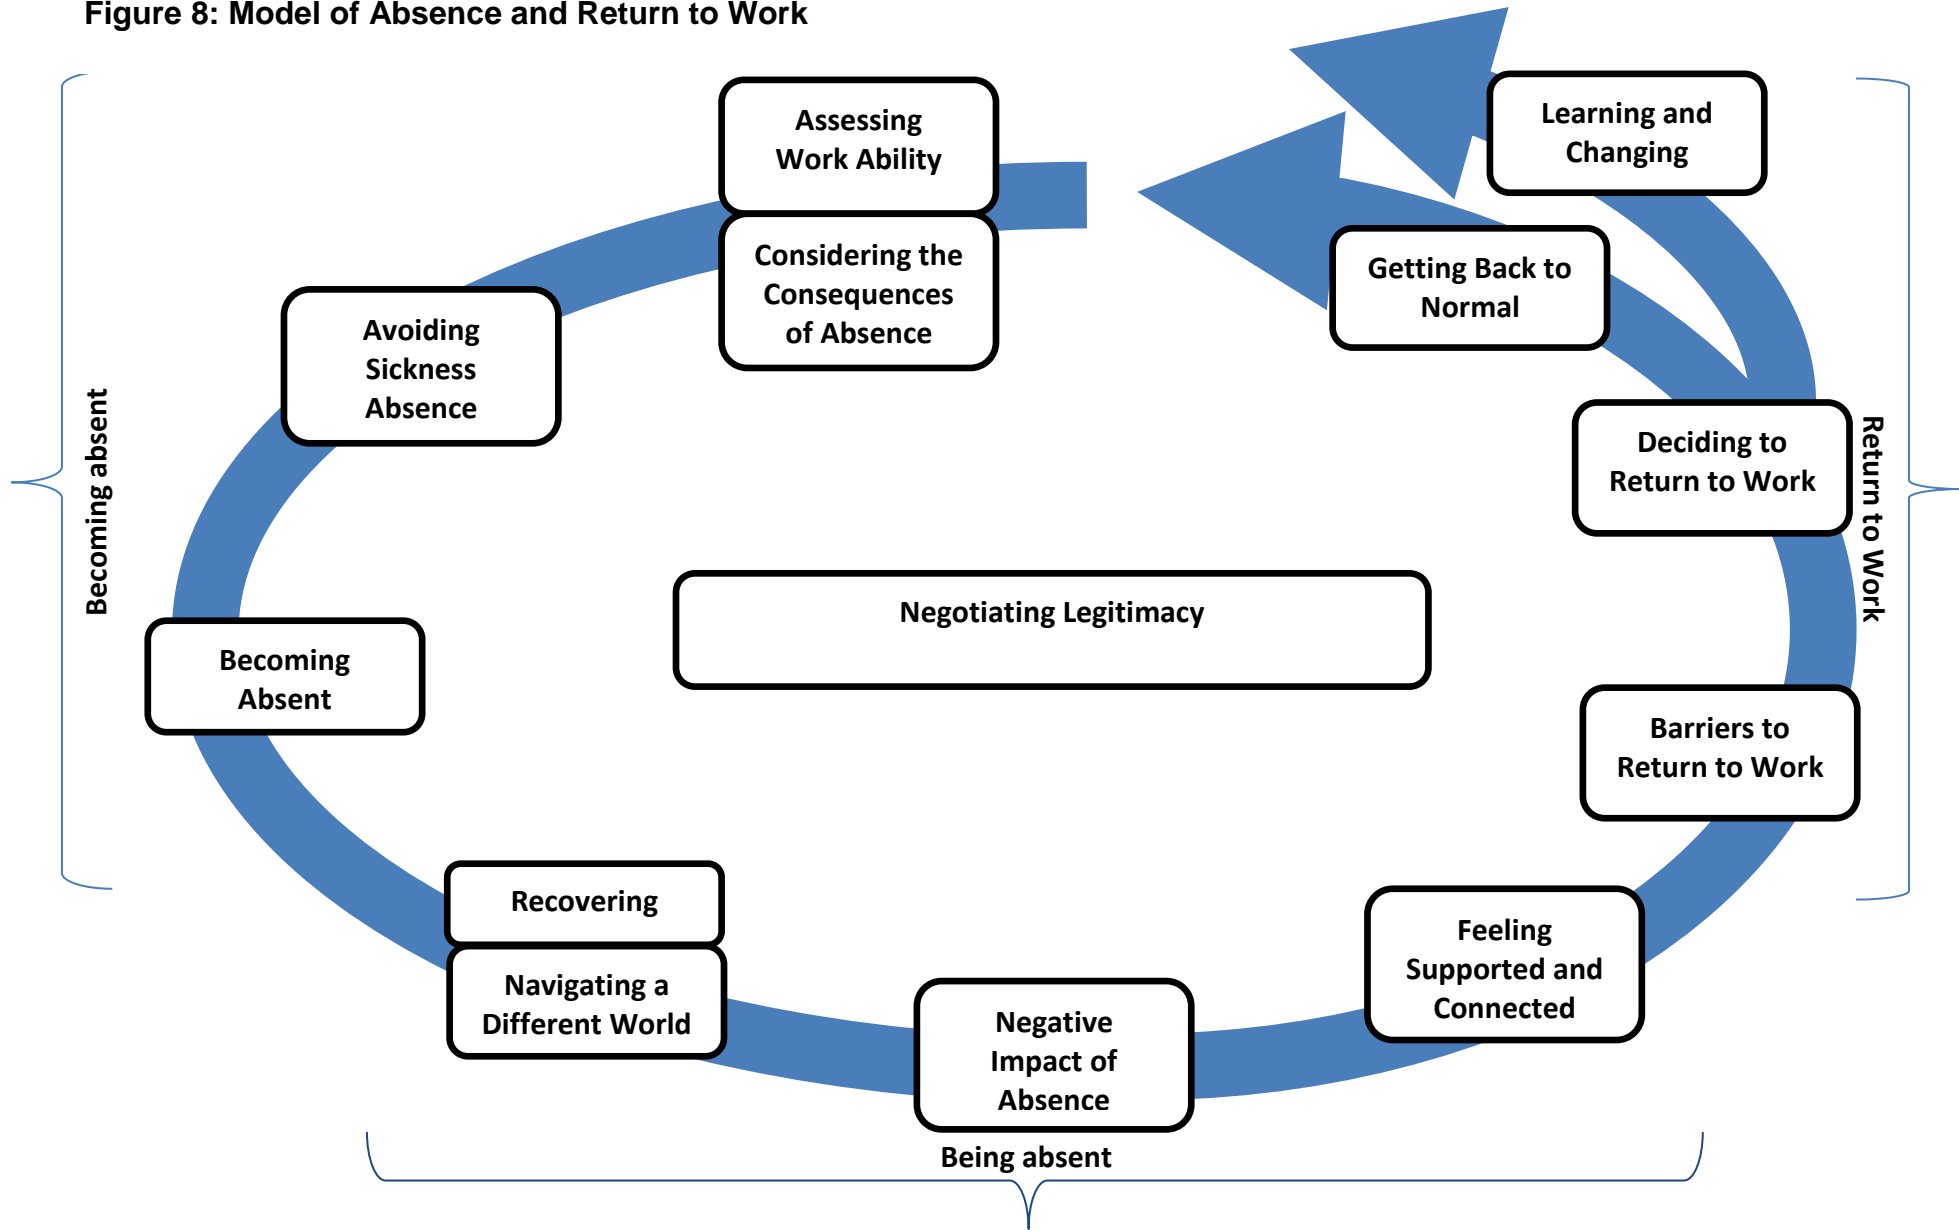 Figure 8: Model of Absence and Return to Work
Assessing
Work Ability
Considering the
Consequences
of Absence
Avoiding
Sickness
Absence
Becoming absent
Becoming
Absent
Recovering
Navigating a
Different World
Negative
Impact of
Absence
Being absent
Feeling
Supported and
Connected
Barriers to
Return to Work
Deciding to
Return to Work
Return to Work
Getting Back to
Normal
Learning and
Changing
Negotiating Legitimacy